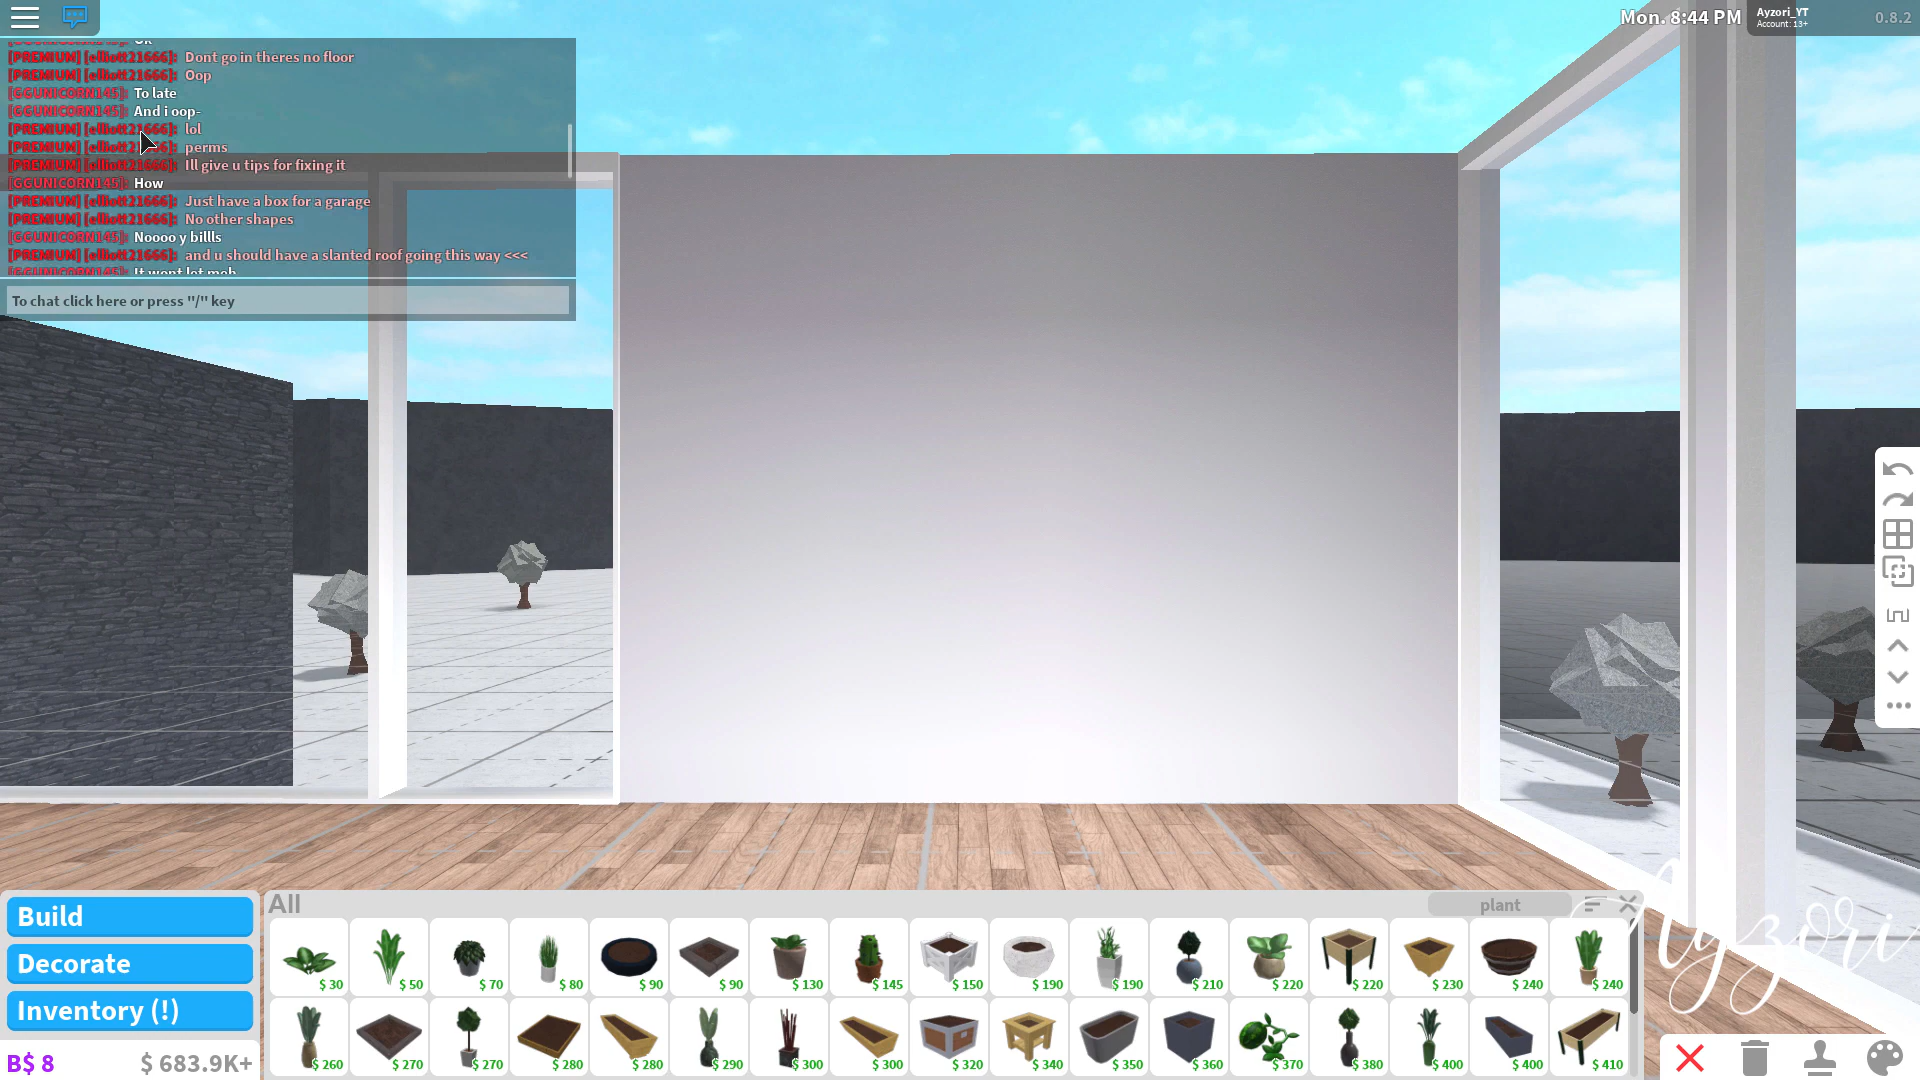 Mon. 8:44 PM
Ayzori_YT
Account: 13+
0.8.2
[PREMIUM] [elliott21666]: Dont go in theres no floor
[PREMIUM] [elliott21666]: Oop
[GGUNICORN145]: To late
[GGUNICORN145]: And i oop-
[PREMIUM] [elliott21666]: lol
[PREMIUM] [elliott21666]: perms
[PREMIUM] [elliott21666]: Ill give u tips for fixing it
[GGUNICORN145]: How
[PREMIUM] [elliott21666]: Just have a box for a garage
[PREMIUM] [elliott21666]: No other shapes
[GGUNICORN145]: Noooo y billls
[PREMIUM] [elliott21666]: and u should have a slanted roof going this way <<<
[GGUNICORN145]: It wont let meh
To chat click here or press "/" key
Build
Decorate
Inventory (!)
B$ 8 $ 683.9K+
All
plant
$ 30 $ 50 $ 70 $ 80 $ 90 $ 90 $ 130 $ 145 $ 150 $ 190 $ 190 $ 210 $ 220 $ 220 $ 230 $ 240 $ 240
$ 260 $ 270 $ 270 $ 280 $ 280 $ 290 $ 300 $ 300 $ 320 $ 340 $ 350 $ 360 $ 370 $ 380 $ 400 $ 400 $ 410
Ayzori